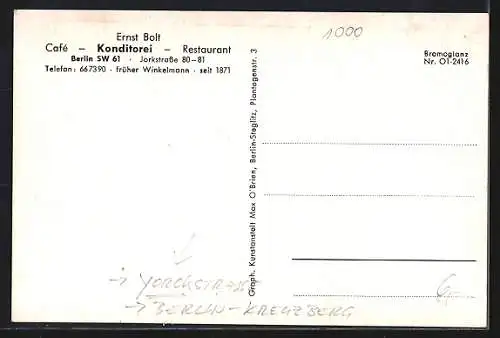 Ernst Bolt
Café – Konditorei – Restaurant
Berlin SW 61 · Jorkstraße 80–81
Telefon: 667390 · früher Winkelmann · seit 1871
1000
Bromoglanz
Nr. O1-2416
Graph. Kunstanstalt Max O'Brien, Berlin-Steglitz, Plantagenstr. 3
→ YORCKSTRASSE
→ BERLIN-KREUZBERG